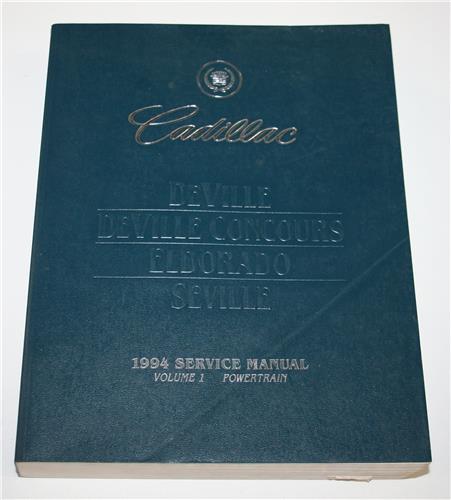 Cadillac
DEVILLE
DEVILLE CONCOURS
ELDORADO
SEVILLE
1994 SERVICE MANUAL
VOLUME 1 POWERTRAIN